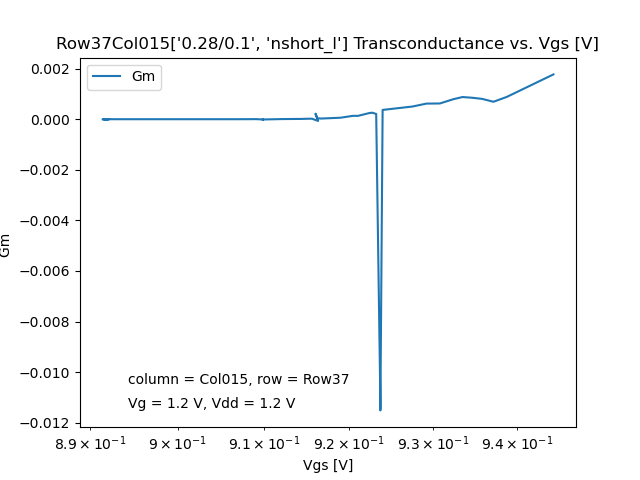 Row37Col015['0.28/0.1', 'nshort_l'] Transconductance vs. Vgs [V]
Gm
0.002
0.000
−0.002
−0.004
−0.006
−0.008
−0.010
−0.012
Gm
column = Col015, row = Row37
Vg = 1.2 V, Vdd = 1.2 V
8.9 × 10⁻¹ 9 × 10⁻¹ 9.1 × 10⁻¹ 9.2 × 10⁻¹ 9.3 × 10⁻¹ 9.4 × 10⁻¹
Vgs [V]